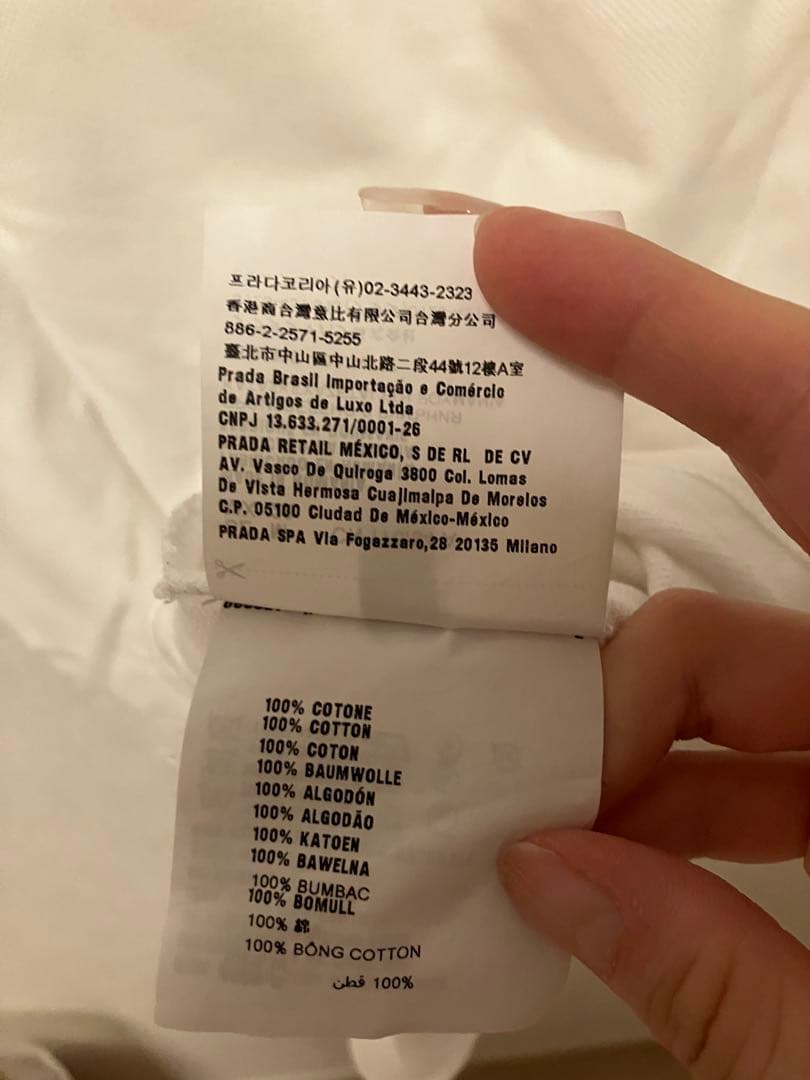 프라다코리아(유)02-3443-2323
香港商台灣意比有限公司台灣分公司
886-2-2571-5255
臺北市中山區中山北路二段44號12樓A室
Prada Brasil Importação e Comércio
de Artigos de Luxo Ltda
CNPJ 13.633.271/0001-26
PRADA RETAIL MÉXICO, S DE RL DE CV
AV. Vasco De Quiroga 3800 Col. Lomas
De Vista Hermosa Cuajimalpa De Morelos
C.P. 05100 Ciudad De México-México
PRADA SPA Via Fogazzaro,28 20135 Milano
100% COTONE
100% COTTON
100% COTON
100% BAUMWOLLE
100% ALGODÓN
100% ALGODÃO
100% KATOEN
100% BAWELNA
100% BUMBAC
100% BOMULL
100% 綿
100% BÔNG COTTON
100% قطن